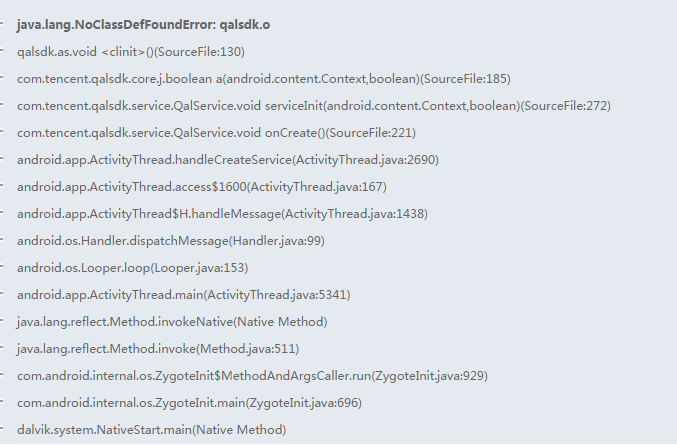 java.lang.NoClassDefFoundError: qalsdk.o
qalsdk.as.void <clinit>()(SourceFile:130)
com.tencent.qalsdk.core.j.boolean a(android.content.Context,boolean)(SourceFile:185)
com.tencent.qalsdk.service.QalService.void serviceInit(android.content.Context,boolean)(SourceFile:272)
com.tencent.qalsdk.service.QalService.void onCreate()(SourceFile:221)
android.app.ActivityThread.handleCreateService(ActivityThread.java:2690)
android.app.ActivityThread.access$1600(ActivityThread.java:167)
android.app.ActivityThread$H.handleMessage(ActivityThread.java:1438)
android.os.Handler.dispatchMessage(Handler.java:99)
android.os.Looper.loop(Looper.java:153)
android.app.ActivityThread.main(ActivityThread.java:5341)
java.lang.reflect.Method.invokeNative(Native Method)
java.lang.reflect.Method.invoke(Method.java:511)
com.android.internal.os.ZygoteInit$MethodAndArgsCaller.run(ZygoteInit.java:929)
com.android.internal.os.ZygoteInit.main(ZygoteInit.java:696)
dalvik.system.NativeStart.main(Native Method)